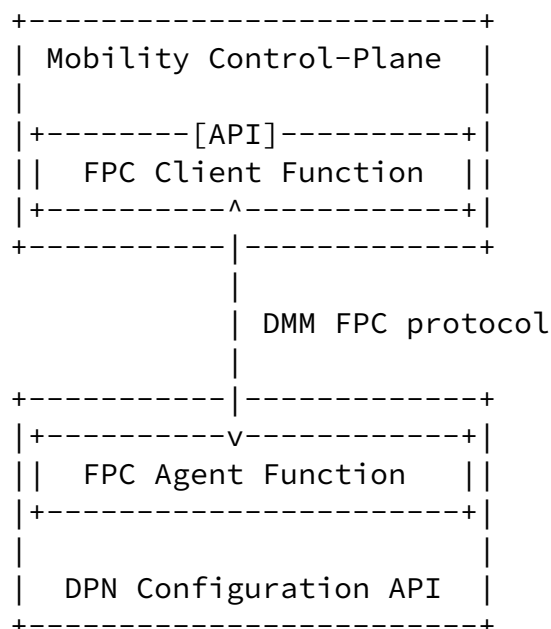 +-------------------------+
| Mobility Control-Plane  |
|                         |
|+--------[API]----------+|
||  FPC Client Function  ||
|+----------^------------+|
+-----------|-------------+
            |
            | DMM FPC protocol
            |
+-----------|-------------+
|+----------v------------+|
||  FPC Agent Function   ||
|+-----------------------+|
|                         |
|  DPN Configuration API  |
+-------------------------+